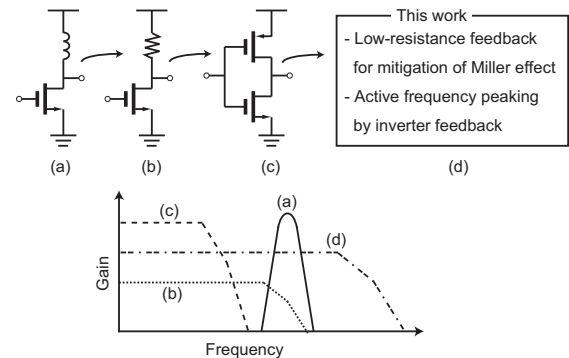 This work
- Low-resistance feedback
for mitigation of Miller effect
- Active frequency peaking
by inverter feedback
(a)
(b)
(c)
(d)
(a)
(c)
(d)
(b)
Gain
Frequency